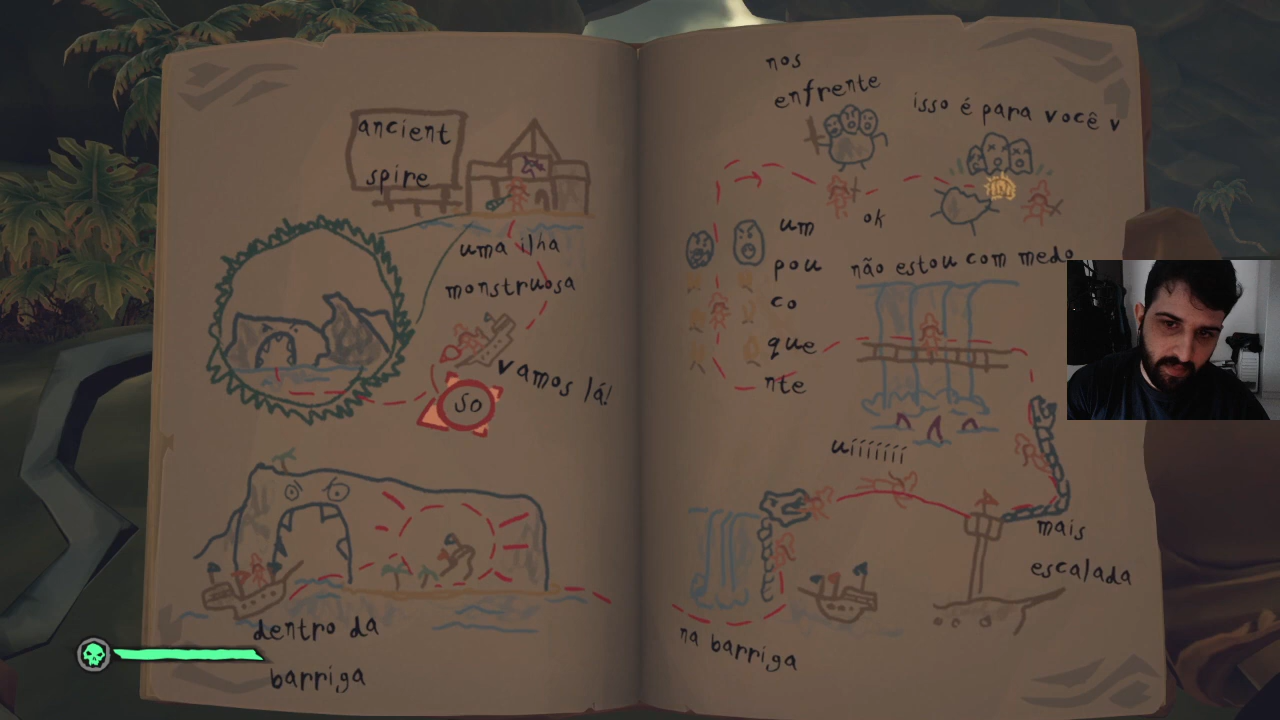 ancient
spire
uma ilha
monstruosa
vamos lá!
SO
dentro da
barriga
nos
enfrente
isso é para você v
um
pou
co
que
nte
ok
não estou com medo
uííííííí
mais
escalada
na barriga